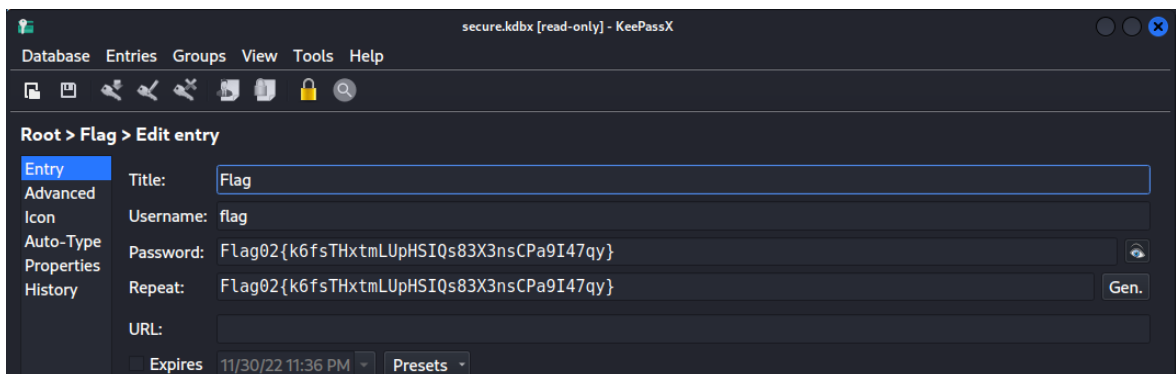 secure.kdbx [read-only] - KeePassX
Database Entries Groups View Tools Help
Root > Flag > Edit entry
Entry
Advanced
Icon
Auto-Type
Properties
History
Title: Flag
Username: flag
Password: Flag02{k6fsTHxtmLUpHSIQs83X3nsCPa9I47qy}
Repeat: Flag02{k6fsTHxtmLUpHSIQs83X3nsCPa9I47qy} Gen.
URL:
Expires 11/30/22 11:36 PM Presets